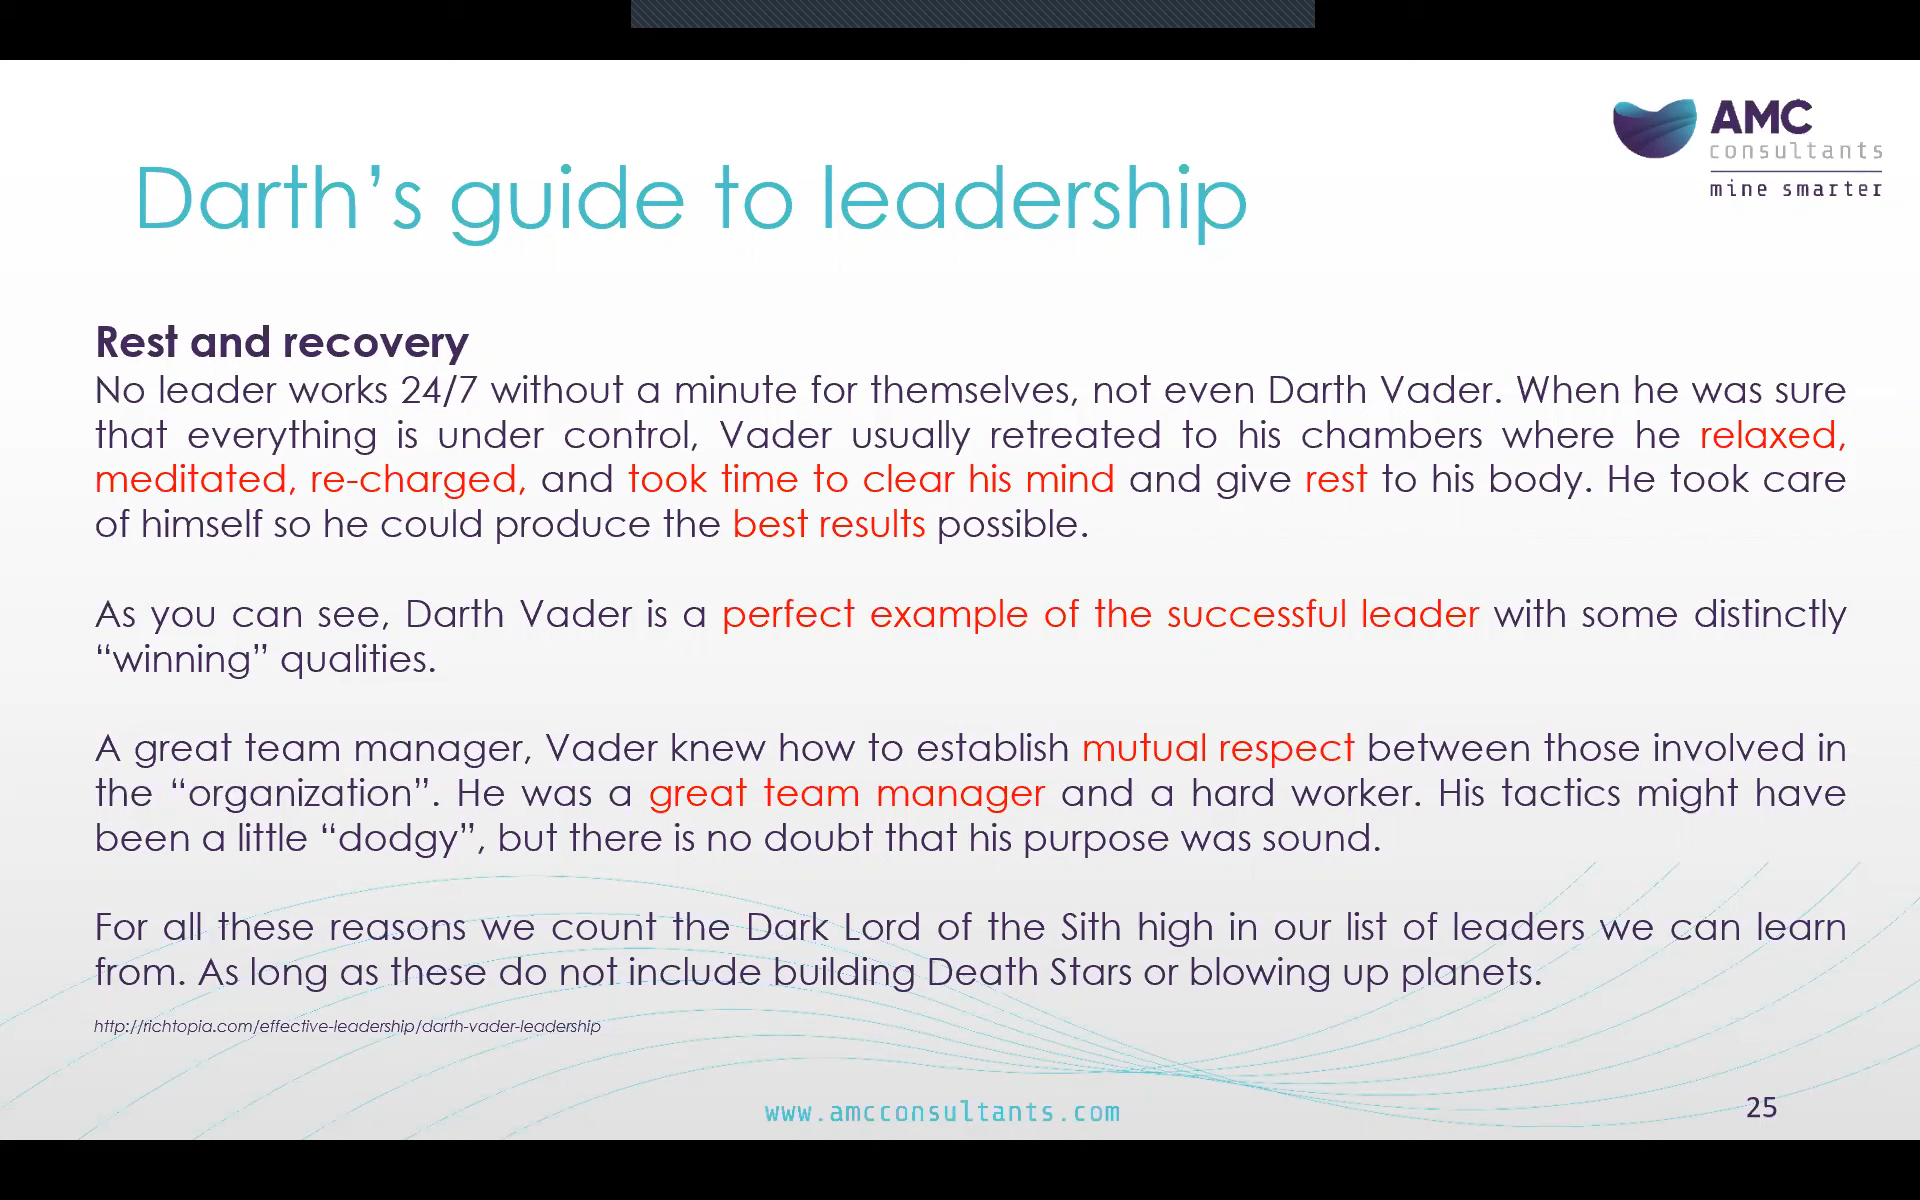 AMC
consultants
mine smarter
Darth’s guide to leadership
Rest and recovery
No leader works 24/7 without a minute for themselves, not even Darth Vader. When he was sure
that everything is under control, Vader usually retreated to his chambers where he relaxed,
meditated, re-charged, and took time to clear his mind and give rest to his body. He took care
of himself so he could produce the best results possible.
As you can see, Darth Vader is a perfect example of the successful leader with some distinctly
“winning” qualities.
A great team manager, Vader knew how to establish mutual respect between those involved in
the “organization”. He was a great team manager and a hard worker. His tactics might have
been a little “dodgy”, but there is no doubt that his purpose was sound.
For all these reasons we count the Dark Lord of the Sith high in our list of leaders we can learn
from. As long as these do not include building Death Stars or blowing up planets.
http://richtopia.com/effective-leadership/darth-vader-leadership
www.amcconsultants.com
25